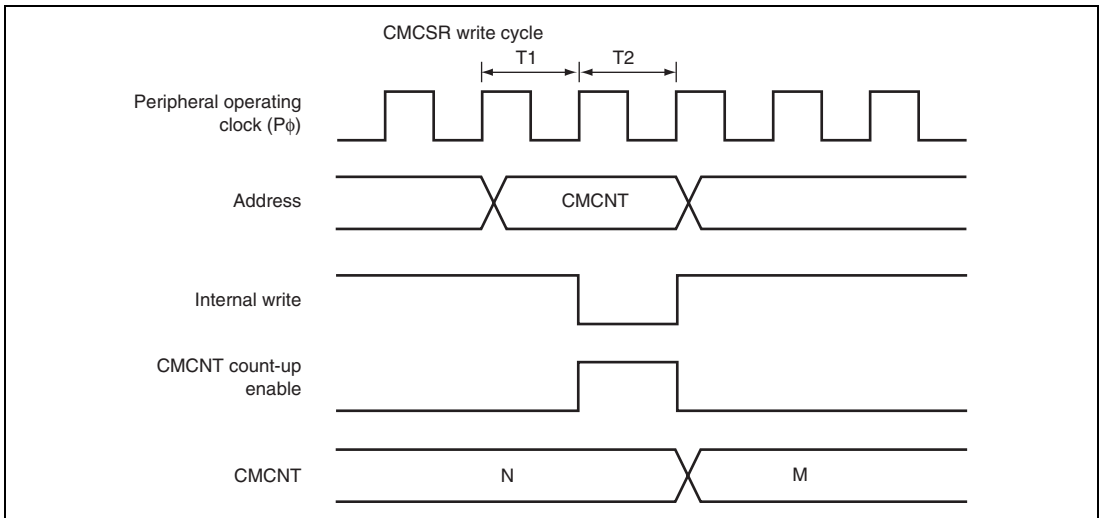 CMCSR write cycle
T1
T2
Peripheral operating
clock (Pϕ)
Address
CMCNT
Internal write
CMCNT count-up
enable
CMCNT
N
M